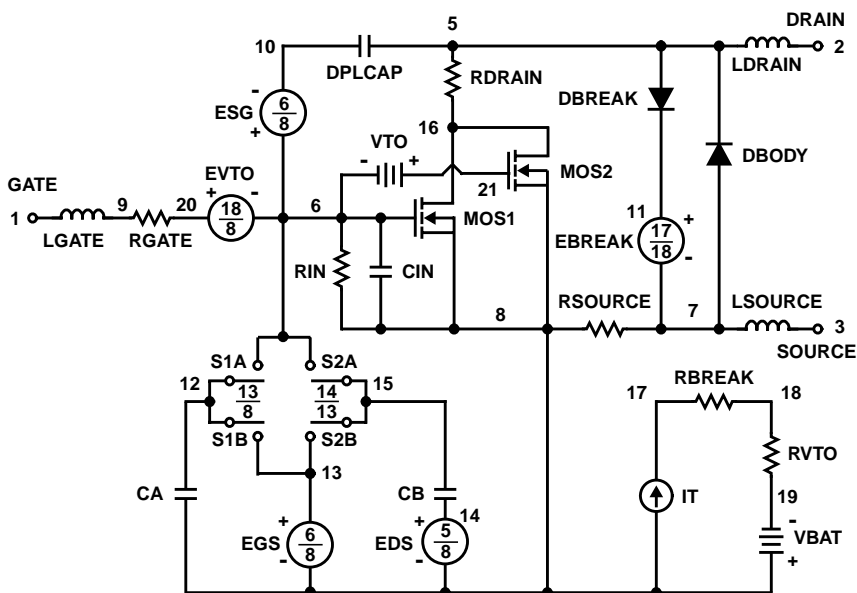 DRAIN
5
10
2
DPLCAP
LDRAIN
RDRAIN
-
DBREAK
6
8
ESG
+
16
VTO
- +
DBODY
EVTO
MOS2
GATE
+ -
21
9 20
18
8
6
11
1
MOS1
+
LGATE RGATE
EBREAK
17
18
-
RIN CIN
RSOURCE LSOURCE
8 7
3
SOURCE
S1A S2A
12 15
RBREAK
13
8
14
13
17 18
S1B S2B
RVTO
13
CA CB
IT
19
+ + 14
-
EGS
6
8
EDS
5
8
VBAT
- -
+